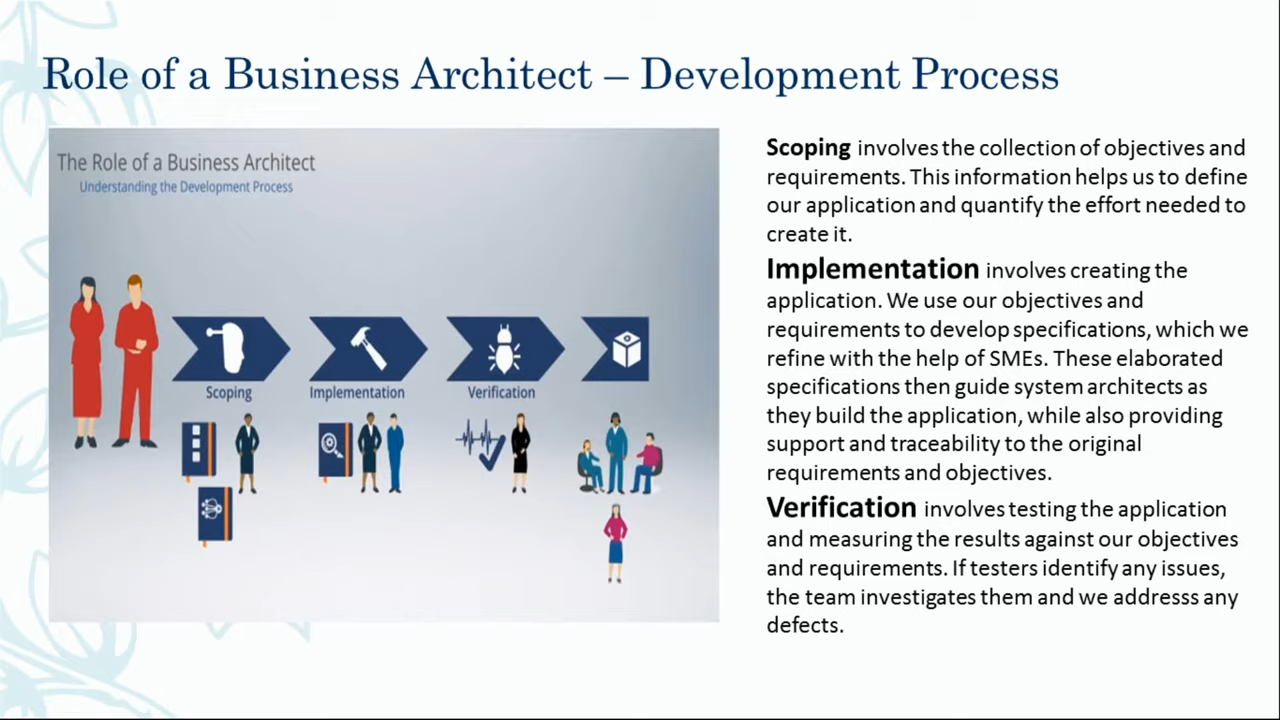 Role of a Business Architect – Development Process
The Role of a Business Architect
Understanding the Development Process
Scoping
Implementation
Verification
Scoping involves the collection of objectives and
requirements. This information helps us to define
our application and quantify the effort needed to
create it.
Implementation involves creating the
application. We use our objectives and
requirements to develop specifications, which we
refine with the help of SMEs. These elaborated
specifications then guide system architects as
they build the application, while also providing
support and traceability to the original
requirements and objectives.
Verification involves testing the application
and measuring the results against our objectives
and requirements. If testers identify any issues,
the team investigates them and we addresss any
defects.